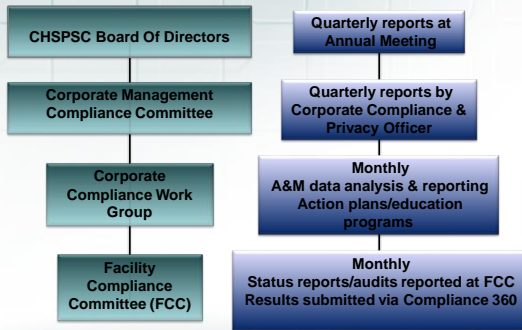 CHSPSC Board Of Directors
Corporate Management
Compliance Committee
Corporate
Compliance Work
Group
Facility
Compliance
Committee (FCC)
Quarterly reports at
Annual Meeting
Quarterly reports by
Corporate Compliance &
Privacy Officer
Monthly
A&M data analysis & reporting
Action plans/education
programs
Monthly
Status reports/audits reported at FCC
Results submitted via Compliance 360